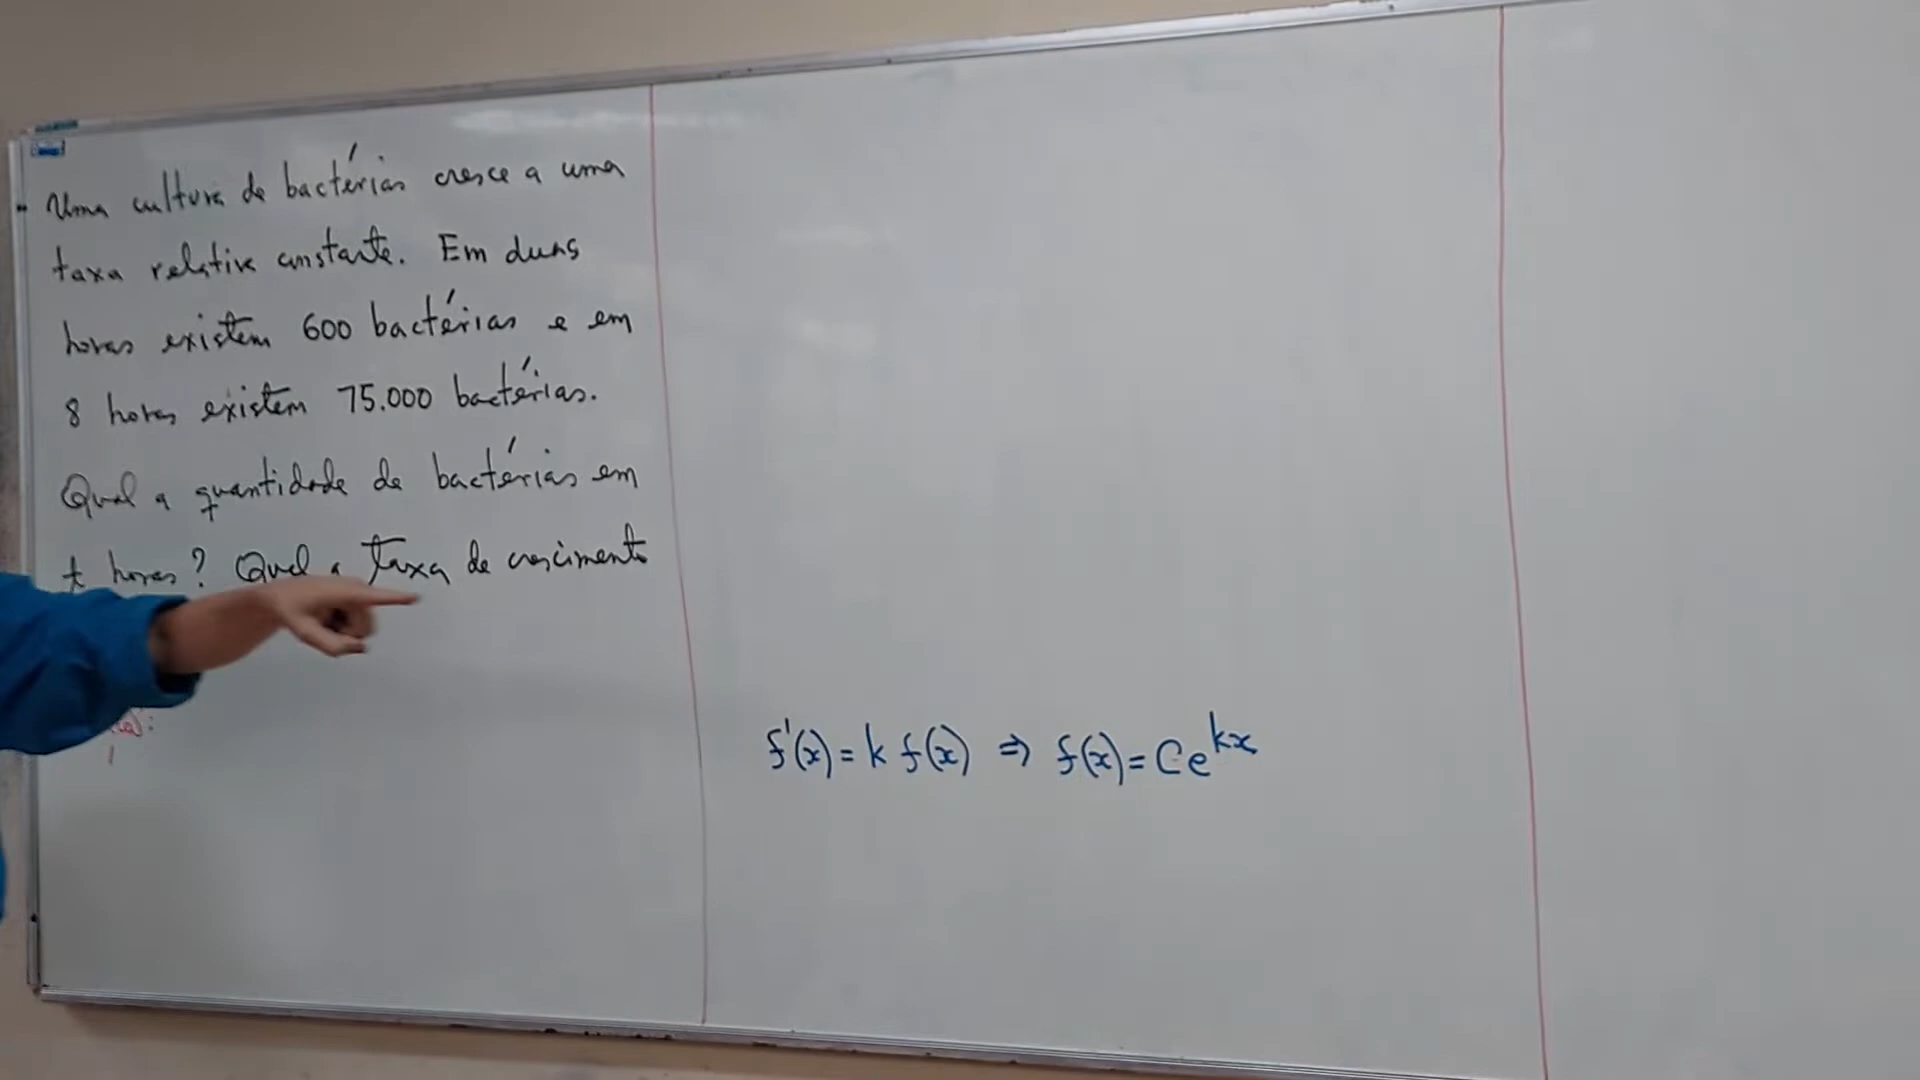 Uma cultura de bactérias cresce a uma
taxa relativa constante. Em duas
horas existem 600 bactérias e em
8 horas existem 75.000 bactérias.
Qual a quantidade de bactérias em
t horas? Qual a taxa de crescimento
f'(x) = k f(x) ⇒ f(x) = Ce^{kx}